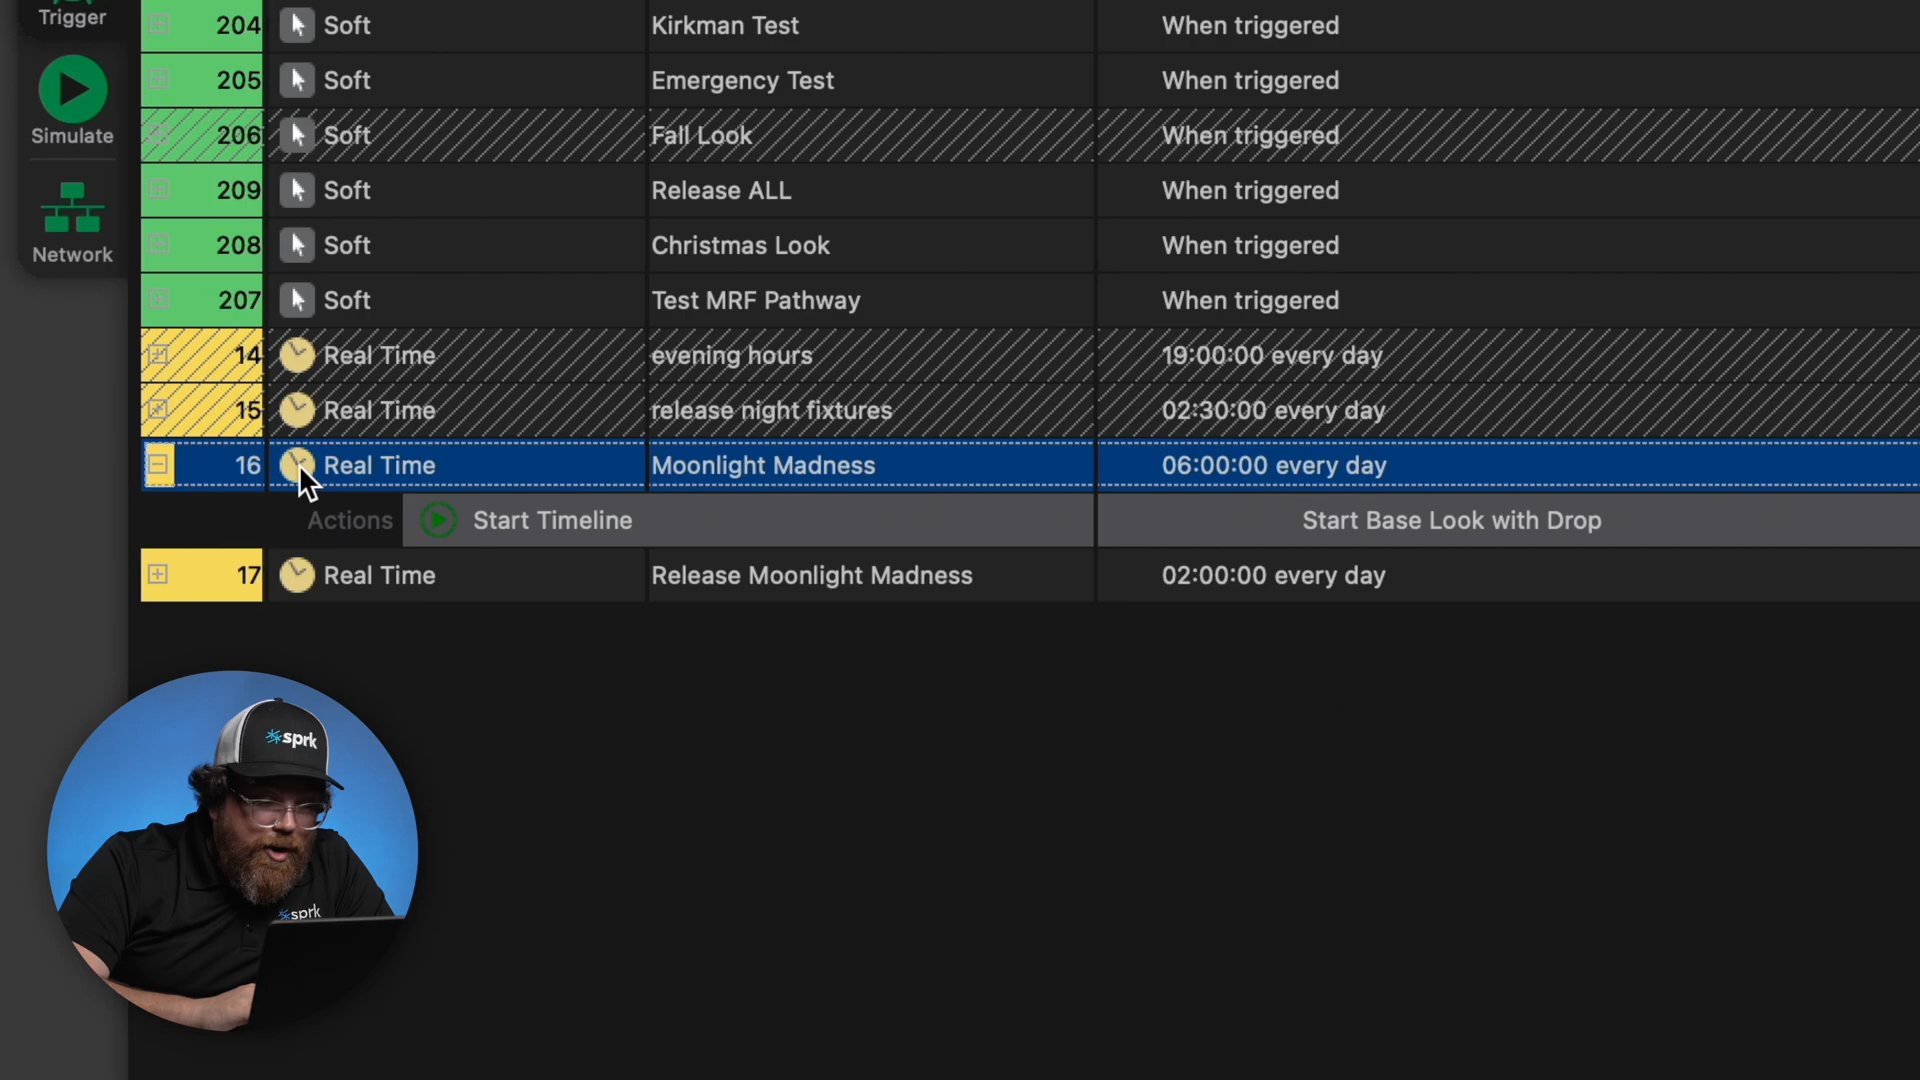 Trigger
Simulate
Network
204 Soft Kirkman Test When triggered
205 Soft Emergency Test When triggered
206 Soft Fall Look When triggered
209 Soft Release ALL When triggered
208 Soft Christmas Look When triggered
207 Soft Test MRF Pathway When triggered
14 Real Time evening hours 19:00:00 every day
15 Real Time release night fixtures 02:30:00 every day
16 Real Time Moonlight Madness 06:00:00 every day
Actions Start Timeline Start Base Look with Drop
17 Real Time Release Moonlight Madness 02:00:00 every day
sprk
sprk